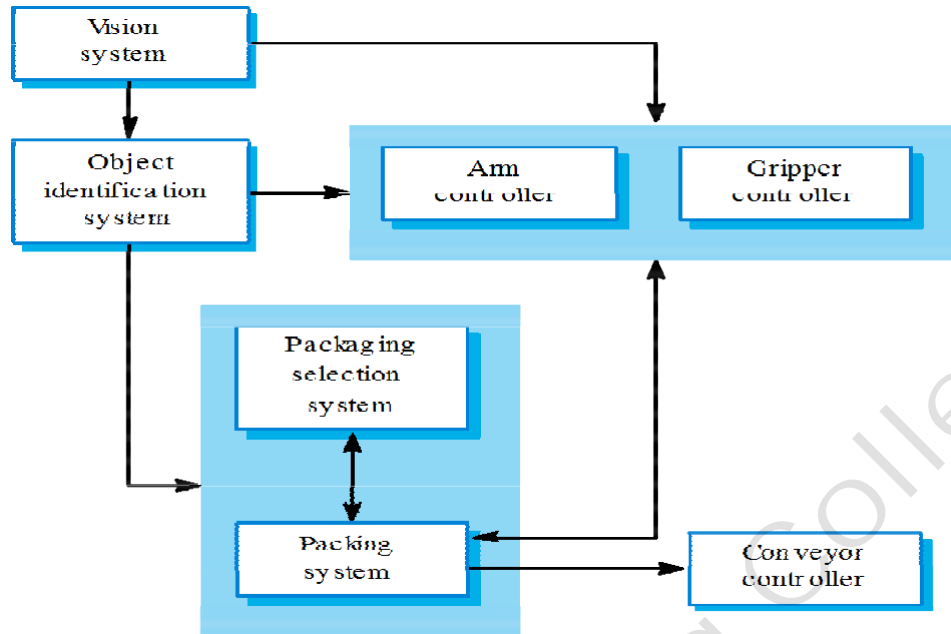 Vision
system
Object
identification
system
Arm
controller
Gripper
controller
Packaging
selection
system
Packing
system
Conveyor
controller